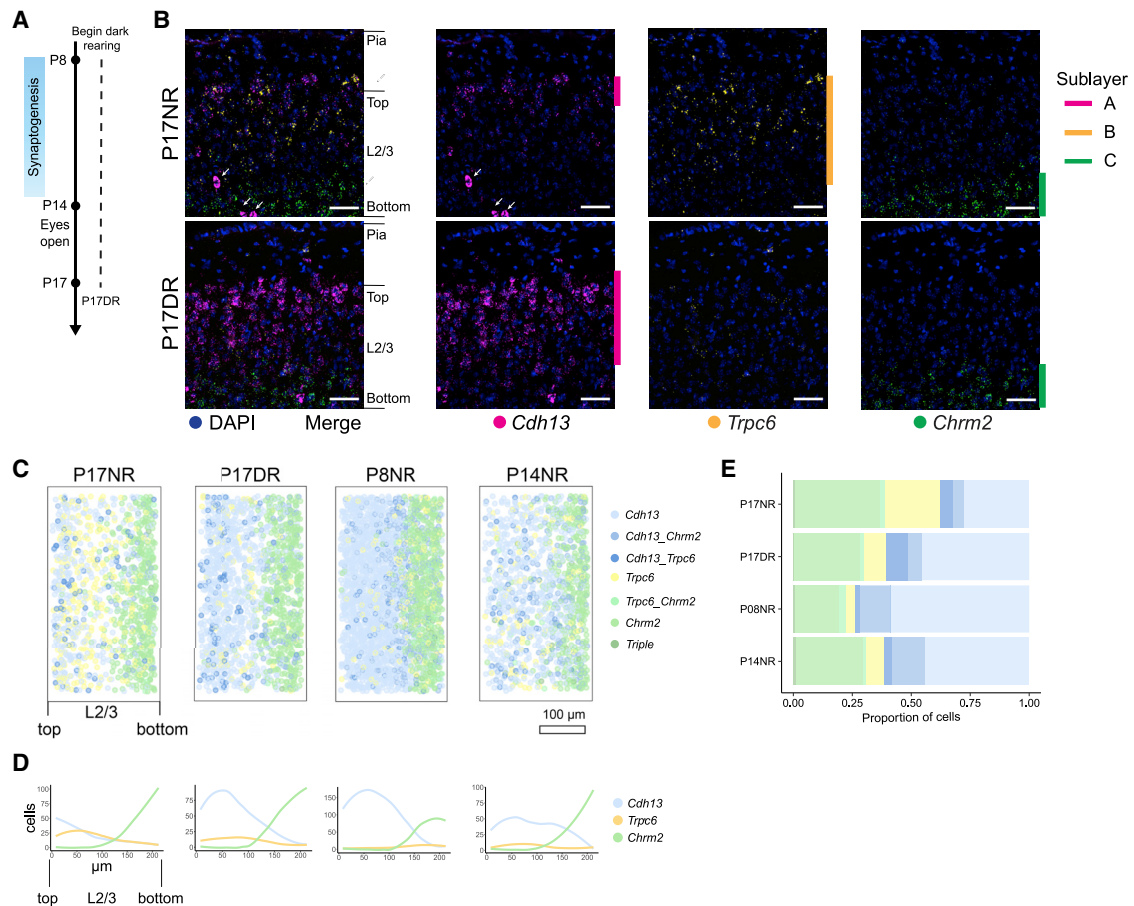 A
Begin dark
rearing
P8
Synaptogenesis
P14
Eyes
open
P17
P17DR
B
P17NR
P17DR
Pia
Top
L2/3
Bottom
Pia
Top
L2/3
Bottom
Sublayer
A
B
C
DAPI
Merge
Cdh13
Trpc6
Chrm2
C
P17NR
P17DR
P8NR
P14NR
L2/3
top
bottom
100 µm
Cdh13
Cdh13_Chrm2
Cdh13_Trpc6
Trpc6
Trpc6_Chrm2
Chrm2
Triple
E
P17NR
P17DR
P08NR
P14NR
0.00 0.25 0.50 0.75 1.00
Proportion of cells
D
cells
100
75
50
25
0
0 50 100 150 200
75
50
25
0
0 50 100 150 200
150
100
50
0
0 50 100 150 200
100
75
50
25
0
0 50 100 150 200
µm
top L2/3 bottom
Cdh13
Trpc6
Chrm2